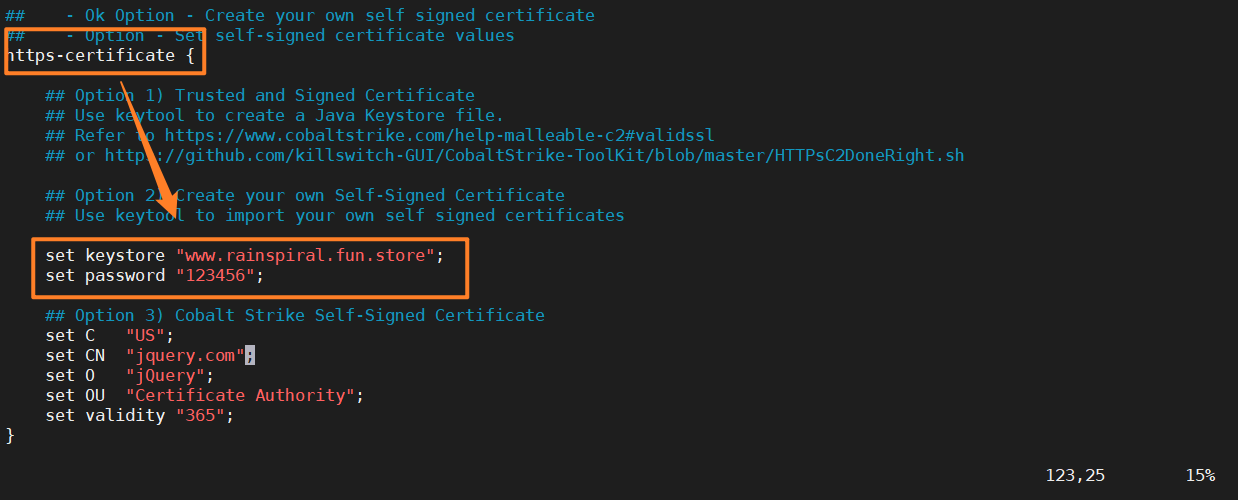 ##    - Ok Option - Create your own self signed certificate
##    - Option - Set self-signed certificate values
https-certificate {
    ## Option 1) Trusted and Signed Certificate
    ## Use keytool to create a Java Keystore file.
    ## Refer to https://www.cobaltstrike.com/help-malleable-c2#validssl
    ## or https://github.com/killswitch-GUI/CobaltStrike-ToolKit/blob/master/HTTPsC2DoneRight.sh
    ## Option 2) Create your own Self-Signed Certificate
    ## Use keytool to import your own self signed certificates
    set keystore "www.rainspiral.fun.store";
    set password "123456";
    ## Option 3) Cobalt Strike Self-Signed Certificate
    set C   "US";
    set CN  "jquery.com";
    set O   "jQuery";
    set OU  "Certificate Authority";
    set validity "365";
}
123,25        15%